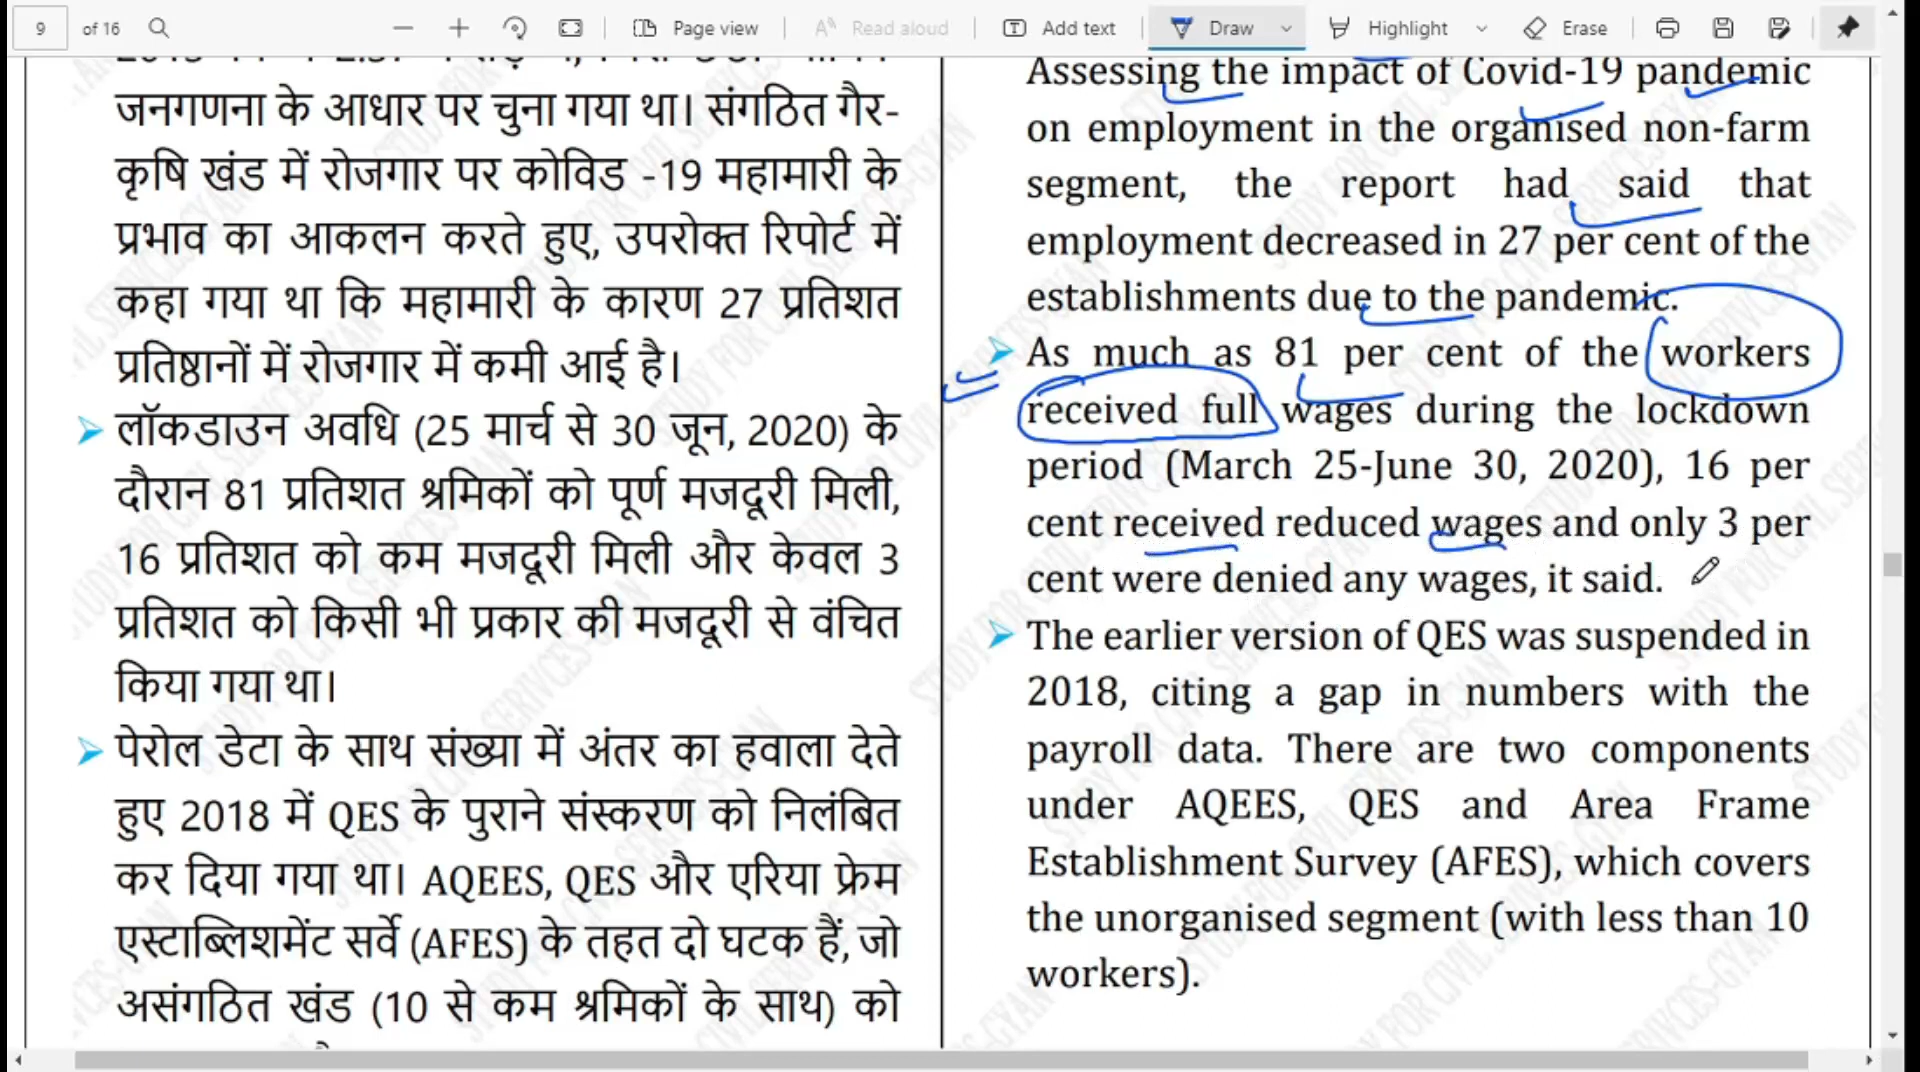 9 of 16 Page view Read aloud Add text Draw Highlight Erase
जनगणना के आधार पर चुना गया था। संगठित गैर-
कृषि खंड में रोजगार पर कोविड -19 महामारी के
प्रभाव का आकलन करते हुए, उपरोक्त रिपोर्ट में
कहा गया था कि महामारी के कारण 27 प्रतिशत
प्रतिष्ठानों में रोजगार में कमी आई है।
लॉकडाउन अवधि (25 मार्च से 30 जून, 2020) के
दौरान 81 प्रतिशत श्रमिकों को पूर्ण मजदूरी मिली,
16 प्रतिशत को कम मजदूरी मिली और केवल 3
प्रतिशत को किसी भी प्रकार की मजदूरी से वंचित
किया गया था।
पेरोल डेटा के साथ संख्या में अंतर का हवाला देते
हुए 2018 में QES के पुराने संस्करण को निलंबित
कर दिया गया था। AQEES, QES और एरिया फ्रेम
एस्टाब्लिशमेंट सर्वे (AFES) के तहत दो घटक हैं, जो
असंगठित खंड (10 से कम श्रमिकों के साथ) को
Assessing the impact of Covid-19 pandemic
on employment in the organised non-farm
segment, the report had said that
employment decreased in 27 per cent of the
establishments due to the pandemic.
As much as 81 per cent of the workers
received full wages during the lockdown
period (March 25-June 30, 2020), 16 per
cent received reduced wages and only 3 per
cent were denied any wages, it said.
The earlier version of QES was suspended in
2018, citing a gap in numbers with the
payroll data. There are two components
under AQEES, QES and Area Frame
Establishment Survey (AFES), which covers
the unorganised segment (with less than 10
workers).